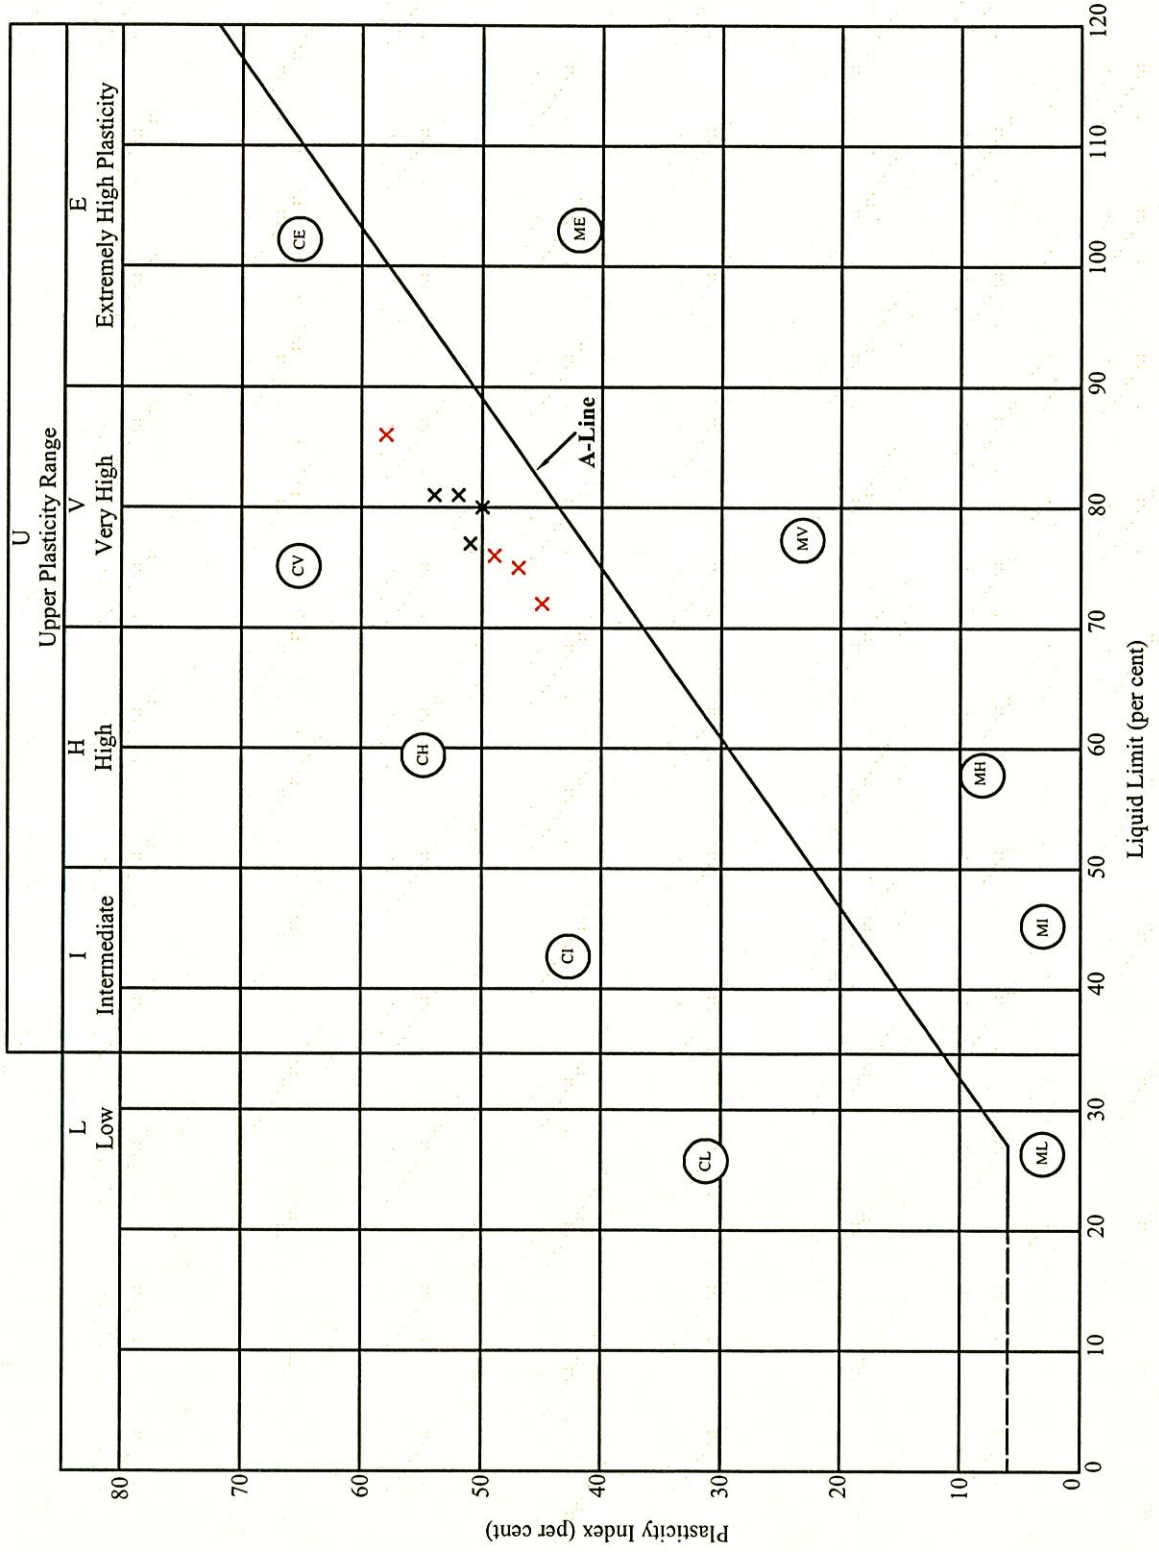 U
Upper Plasticity Range
L
Low
I
Intermediate
H
High
V
Very High
E
Extremely High Plasticity
80
70
60
50
40
30
20
10
0
Plasticity Index (per cent)
CL
CI
CH
CV
CE
ML
MI
MH
MV
ME
A-Line
0
10
20
30
40
50
60
70
80
90
100
110
120
Liquid Limit (per cent)